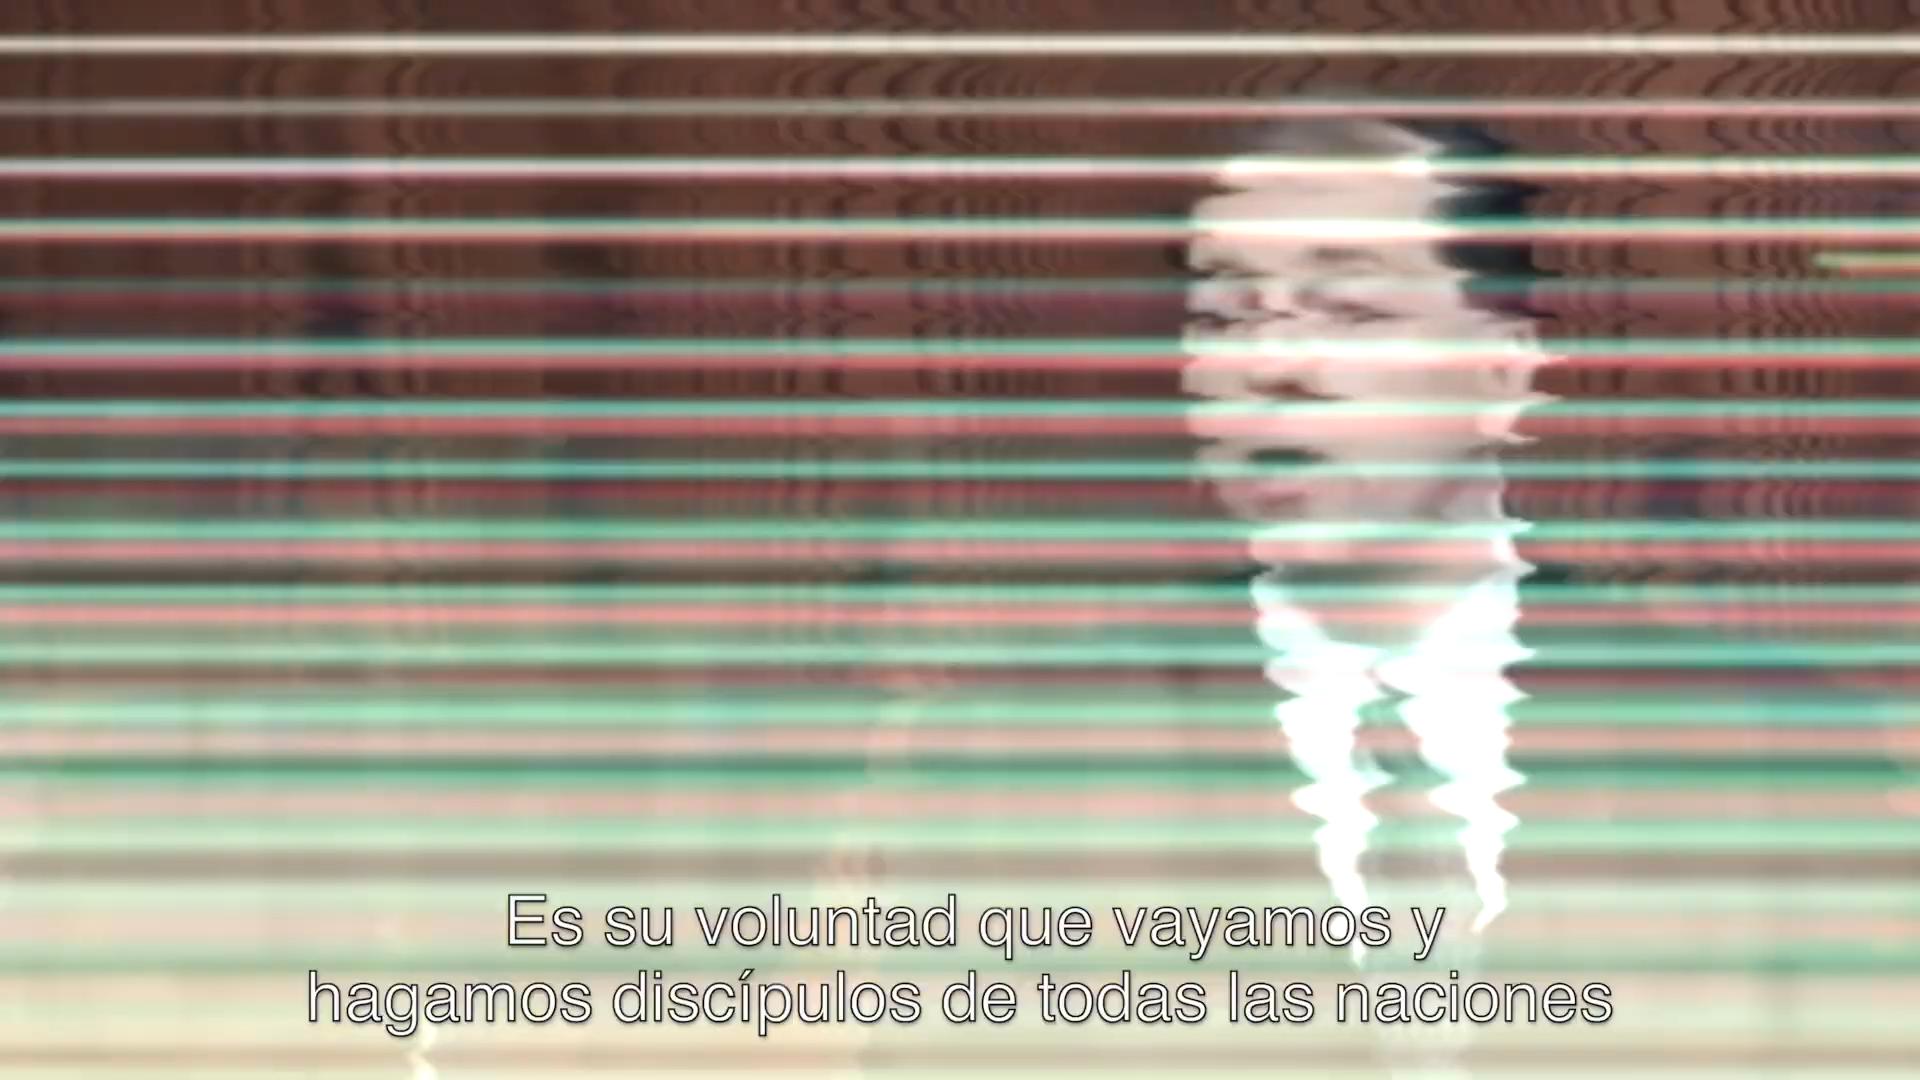 Es su voluntad que vayamos y
hagamos discípulos de todas las naciones